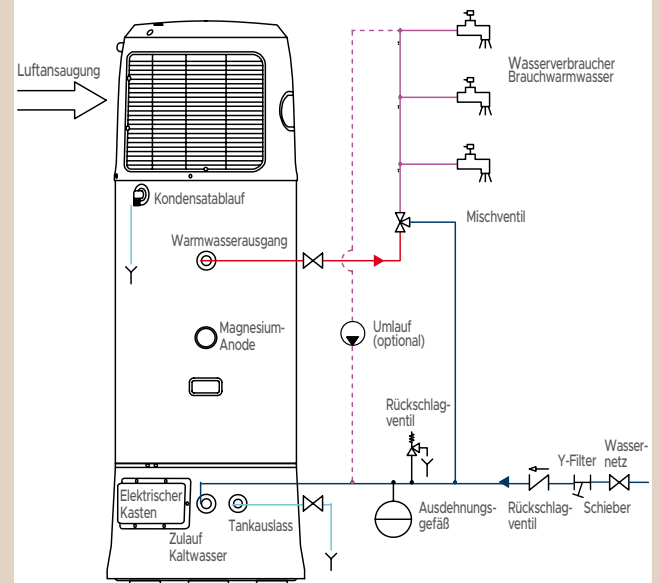 Luftansaugung
Wasserverbraucher
Brauchwarmwasser
Kondensatablauf
Mischventil
Warmwasserausgang
Magnesium-
Anode
Umlauf
(optional)
Rückschlag-
ventil
Wasser-
netz
Y-Filter
Elektrischer
Kasten
Zulauf
Kaltwasser
Tankauslass
Ausdehnungs-
gefäß
Rückschlag-
ventil
Schieber